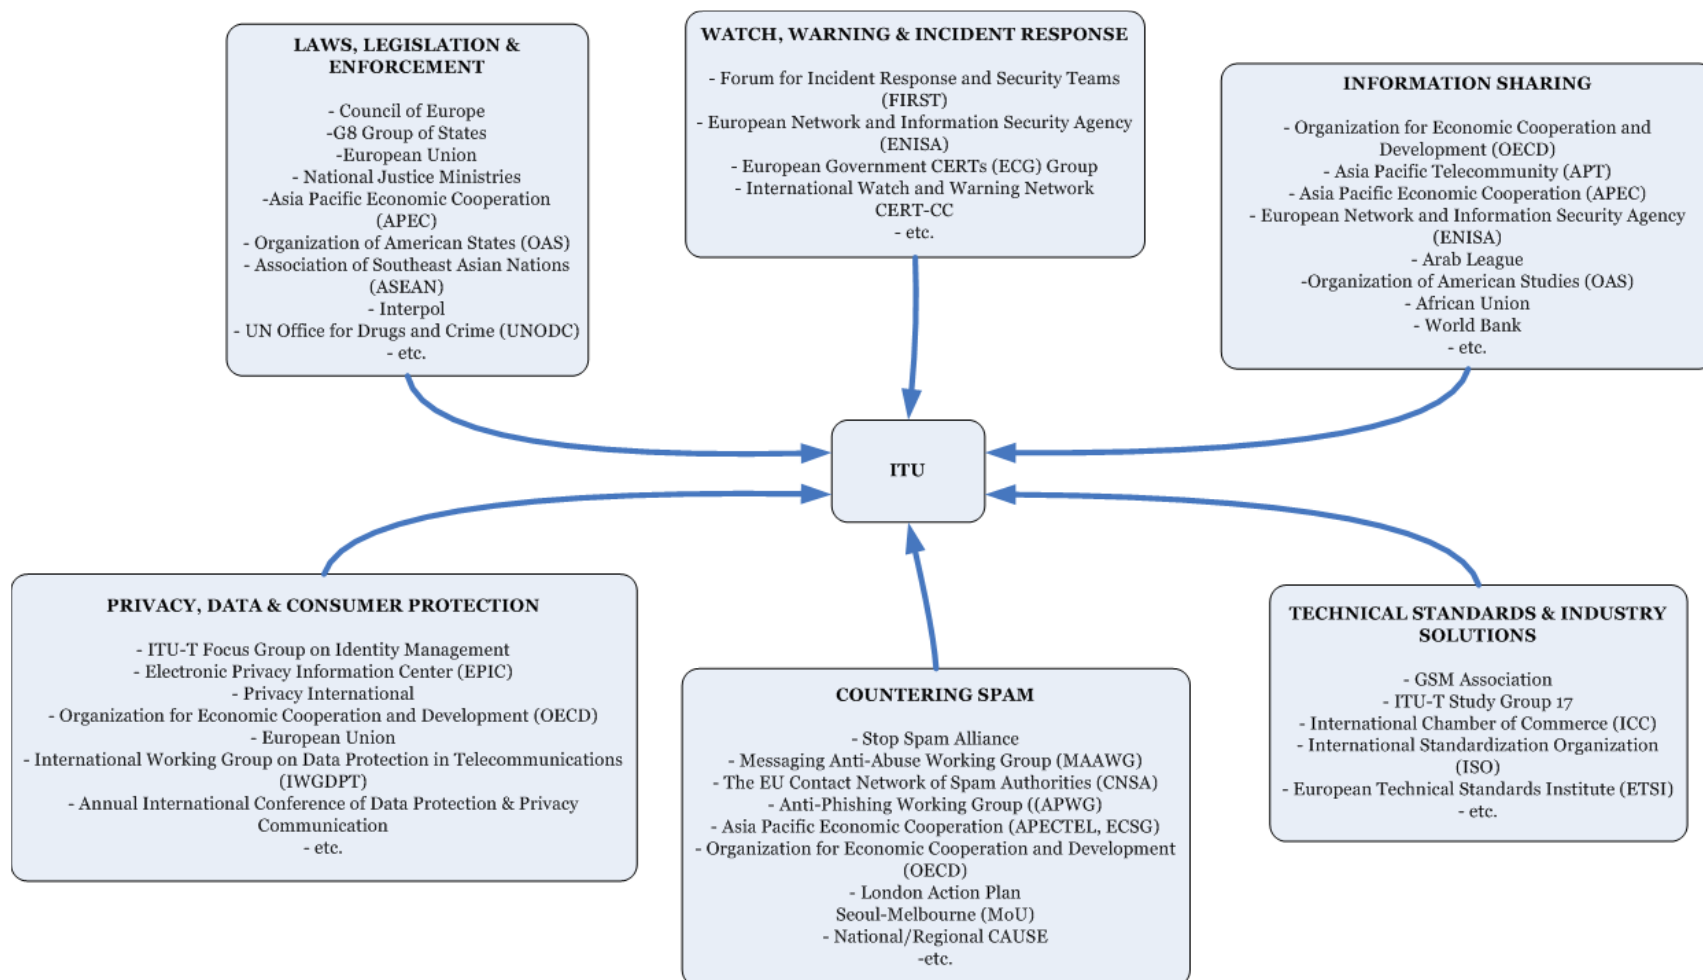 LAWS, LEGISLATION &
ENFORCEMENT
- Council of Europe
-G8 Group of States
-European Union
- National Justice Ministries
-Asia Pacific Economic Cooperation
(APEC)
- Organization of American States (OAS)
- Association of Southeast Asian Nations
(ASEAN)
- Interpol
- UN Office for Drugs and Crime (UNODC)
- etc.
WATCH, WARNING & INCIDENT RESPONSE
- Forum for Incident Response and Security Teams
(FIRST)
- European Network and Information Security Agency
(ENISA)
- European Government CERTs (ECG) Group
- International Watch and Warning Network
CERT-CC
- etc.
INFORMATION SHARING
- Organization for Economic Cooperation and
Development (OECD)
- Asia Pacific Telecommunity (APT)
- Asia Pacific Economic Cooperation (APEC)
- European Network and Information Security Agency
(ENISA)
- Arab League
-Organization of American Studies (OAS)
- African Union
- World Bank
- etc.
ITU
PRIVACY, DATA & CONSUMER PROTECTION
- ITU-T Focus Group on Identity Management
- Electronic Privacy Information Center (EPIC)
- Privacy International
- Organization for Economic Cooperation and Development (OECD)
- European Union
- International Working Group on Data Protection in Telecommunications
(IWGDPT)
- Annual International Conference of Data Protection & Privacy
Communication
- etc.
COUNTERING SPAM
- Stop Spam Alliance
- Messaging Anti-Abuse Working Group (MAAWG)
- The EU Contact Network of Spam Authorities (CNSA)
- Anti-Phishing Working Group ((APWG)
- Asia Pacific Economic Cooperation (APECTEL, ECSG)
- Organization for Economic Cooperation and Development
(OECD)
- London Action Plan
Seoul-Melbourne (MoU)
- National/Regional CAUSE
-etc.
TECHNICAL STANDARDS & INDUSTRY
SOLUTIONS
- GSM Association
- ITU-T Study Group 17
- International Chamber of Commerce (ICC)
- International Standardization Organization
(ISO)
- European Technical Standards Institute (ETSI)
- etc.